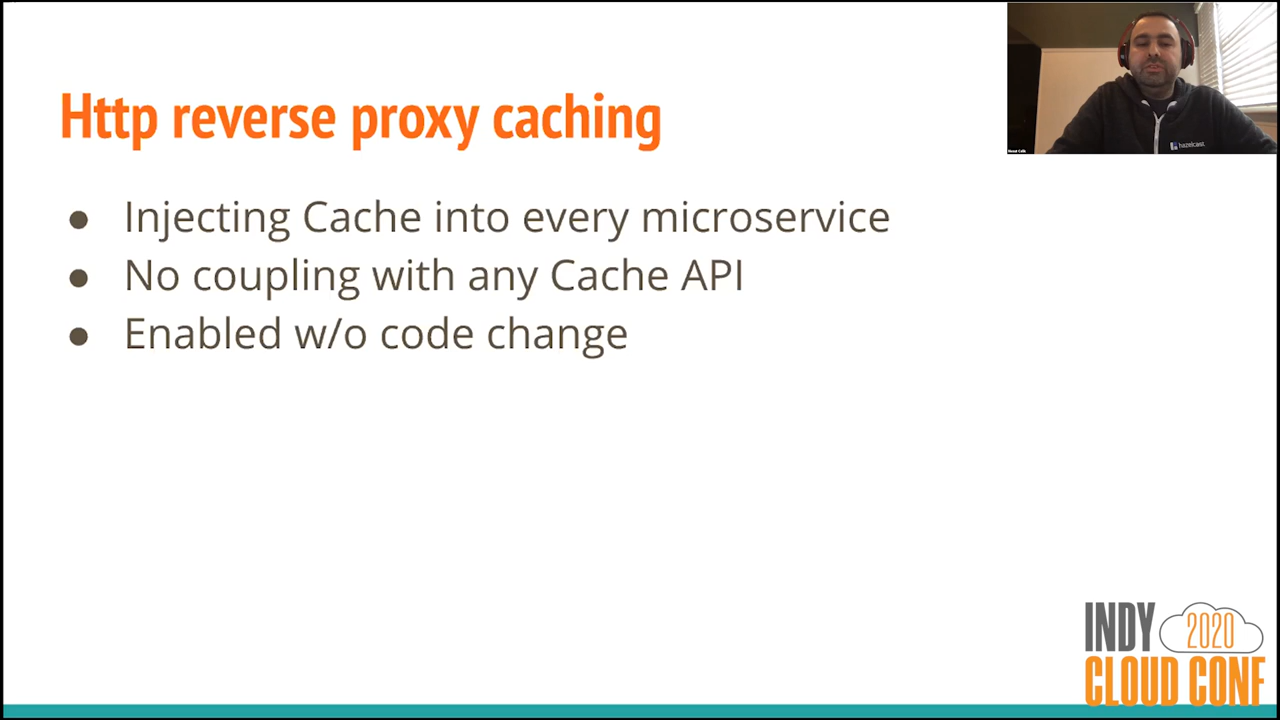 Http reverse proxy caching
● Injecting Cache into every microservice
● No coupling with any Cache API
● Enabled w/o code change
hazelcast
INDY 2020
CLOUD CONF